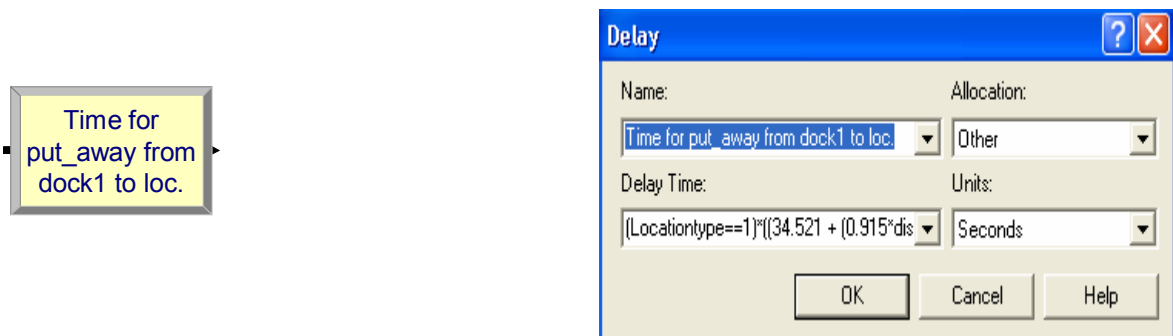 Time for
put_away from
dock1 to loc.
Delay
Name:
Allocation:
Time for put_away from dock1 to loc.
Other
Delay Time:
Units:
(Locationtype==1)*((34.521 + (0.915*dis
Seconds
OK
Cancel
Help